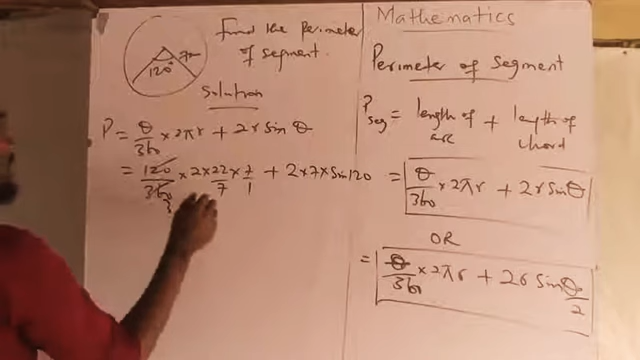 Find the perimeter
of segment.
7cm
120°
Solution
P = θ/360 × 2πr + 2r Sin θ
= 120/360 × 2 × 22/7 × 7/1 + 2×7×Sin 120
3
Mathematics
Perimeter of segment
P seg = length of arc + length of chord
= θ/360 × 2πr + 2r Sin θ
OR
= θ/360 × 2πr + 2r Sin θ/2